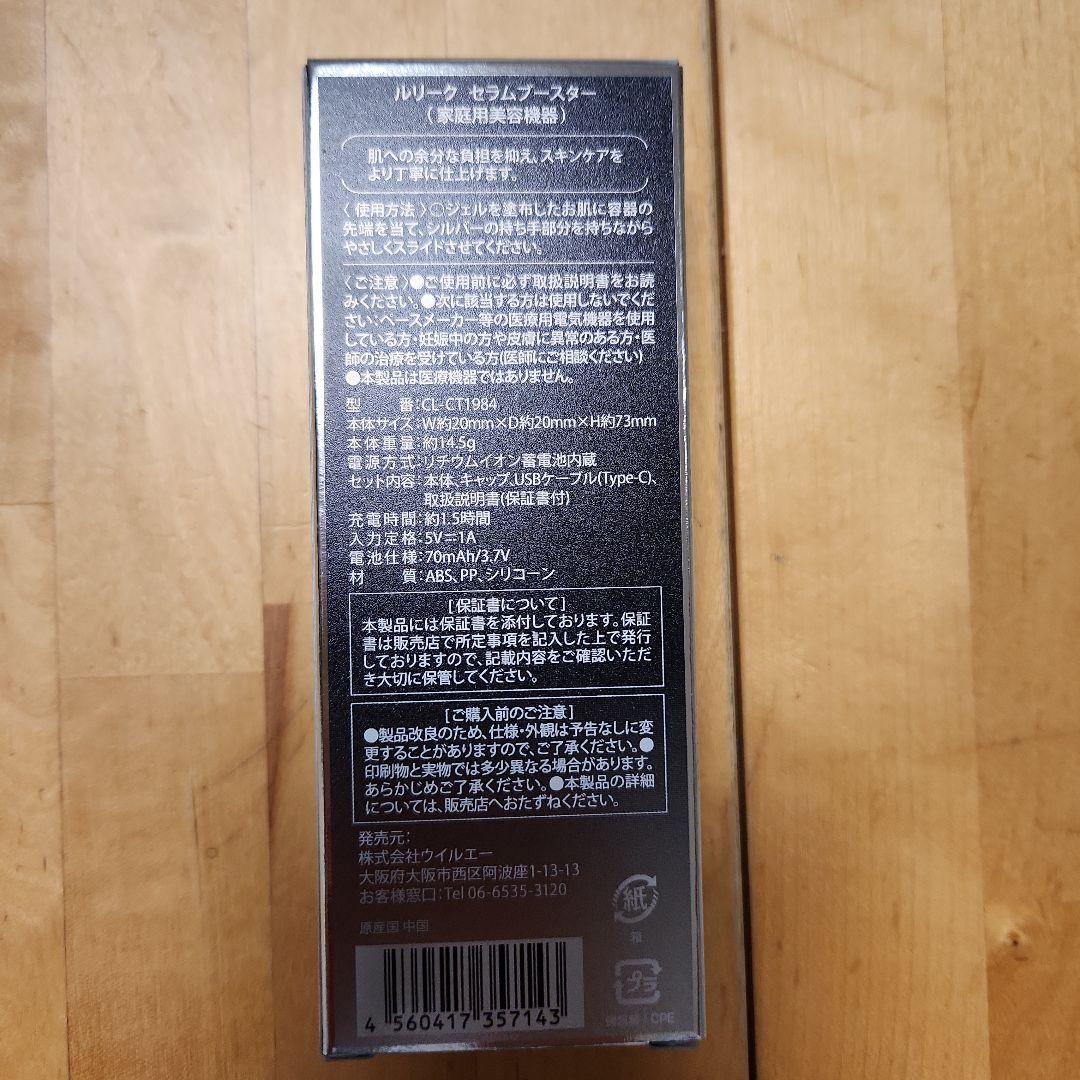 ルリーク セラムブースター
(家庭用美容機器)
肌への余分な負担を抑え、スキンケアを
より丁寧に仕上げます。
〈使用方法〉○ジェルを塗布したお肌に容器の
先端を当て、シルバーの持ち手部分を持ちながら
やさしくスライドさせてください。
〈ご注意〉●ご使用前に必ず取扱説明書をお読
みください。●次に該当する方は使用しないでくだ
さい：ペースメーカー等の医療用電気機器を使用
している方・妊娠中の方や皮膚に異常のある方・医
師の治療を受けている方(医師にご相談ください)
●本製品は医療機器ではありません。
型 番：CL-CT1984
本体サイズ：W約20mm×D約20mm×H約73mm
本体重量：約14.5g
電源方式：リチウムイオン蓄電池内蔵
セット内容：本体、キャップ、USBケーブル(Type-C)、
取扱説明書(保証書付)
充電時間：約1.5時間
入力定格：5V⎓1A
電池仕様：70mAh/3.7V
材 質：ABS、PP、シリコーン
[保証書について]
本製品には保証書を添付しております。保証
書は販売店で所定事項を記入した上で発行
しておりますので、記載内容をご確認いただ
き大切に保管してください。
[ご購入前のご注意]
●製品改良のため、仕様・外観は予告なしに変
更することがありますので、ご了承ください。●
印刷物と実物では多少異なる場合があります。
あらかじめご了承ください。●本製品の詳細
については、販売店へおたずねください。
発売元：
株式会社ウイルエー
大阪府大阪市西区阿波座1-13-13
お客様窓口：Tel 06-6535-3120
原産国 中国
紙
箱
プラ
CPE
4 560417 357143